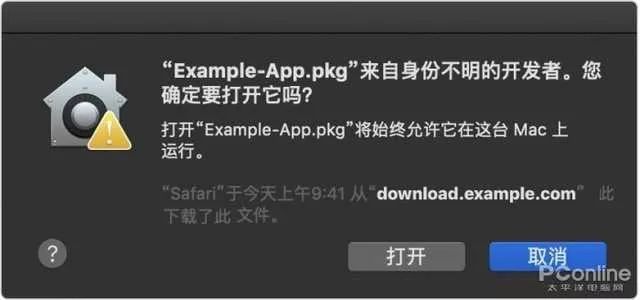 “Example-App.pkg”来自身份不明的开发者。您
确定要打开它吗？
打开“Example-App.pkg”将始终允许它在这台 Mac 上
运行。
“Safari”于今天上午9:41 从“download.example.com” 此
下载了此 文件。
?
打开
取消
PConline
太平洋电脑网